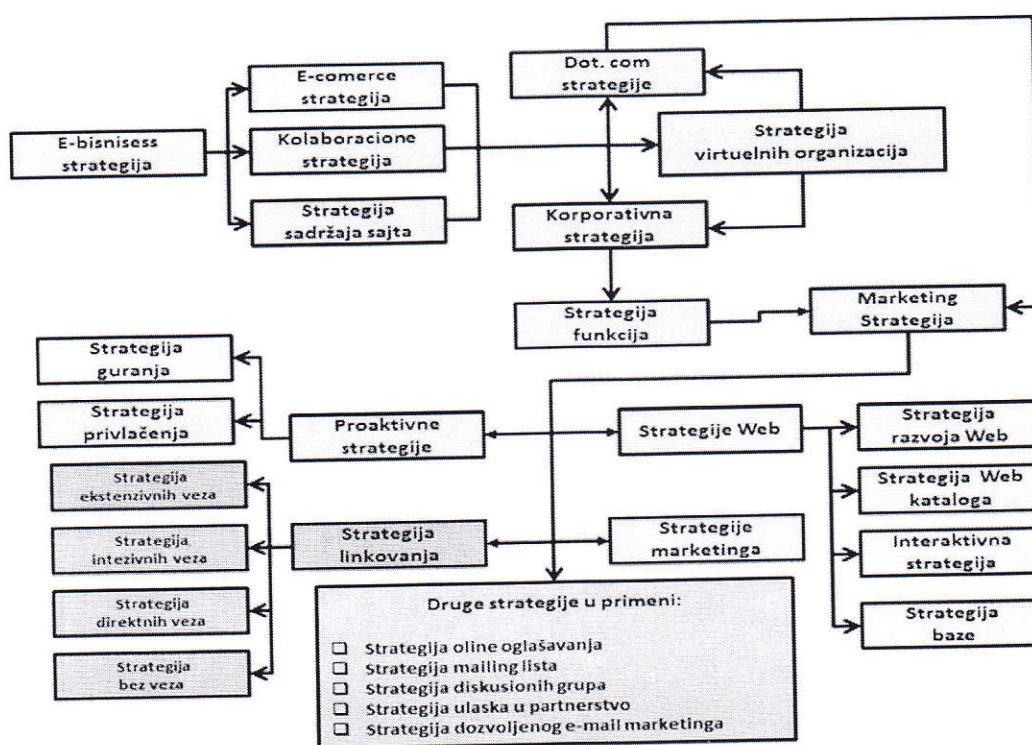 E-comerce
strategija
Dot. com
strategije
E-bisnisess
strategija
Kolaboracione
strategija
Strategija
virtuelnih organizacija
Strategija
sadržaja sajta
Korporativna
strategija
Strategija
funkcija
Marketing
Strategija
Strategija
guranja
Strategija
privlačenja
Proaktivne
strategije
Strategije Web
Strategija
razvoja Web
Strategija
ekstenzivnih veza
Strategija Web
kataloga
Strategija
intezivnih veza
Strategija
linkovanja
Strategije
marketinga
Interaktivna
strategija
Strategija
direktnih veza
Strategija
baze
Strategija
bez veza
Druge strategije u primeni:
❑ Strategija oline oglašavanja
❑ Strategija mailing lista
❑ Strategija diskusionih grupa
❑ Strategija ulaska u partnerstvo
❑ Strategija dozvoljenog e-mail marketinga